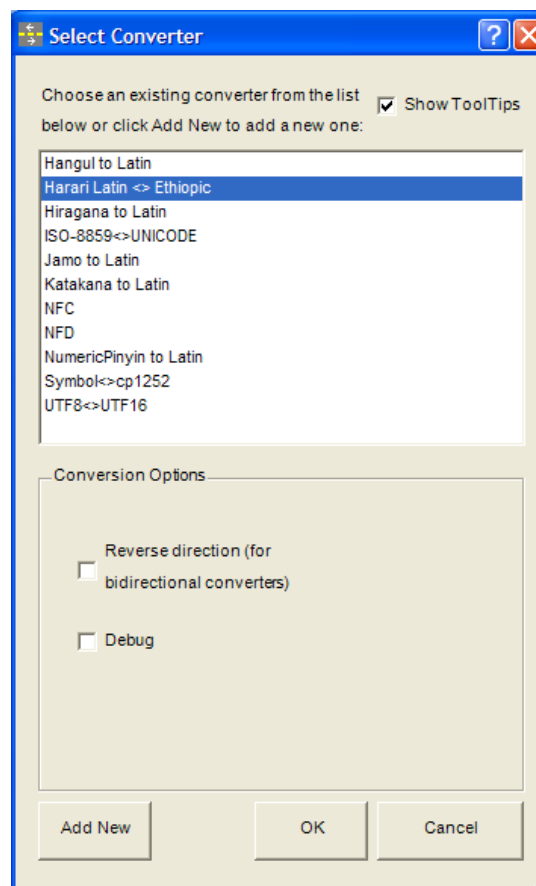 Select Converter
Choose an existing converter from the list
below or click Add New to add a new one:
Show ToolTips
Hangul to Latin
Harari Latin <> Ethiopic
Hiragana to Latin
ISO-8859<>UNICODE
Jamo to Latin
Katakana to Latin
NFC
NFD
NumericPinyin to Latin
Symbol<>cp1252
UTF8<>UTF16
Conversion Options
Reverse direction (for
bidirectional converters)
Debug
Add New
OK
Cancel